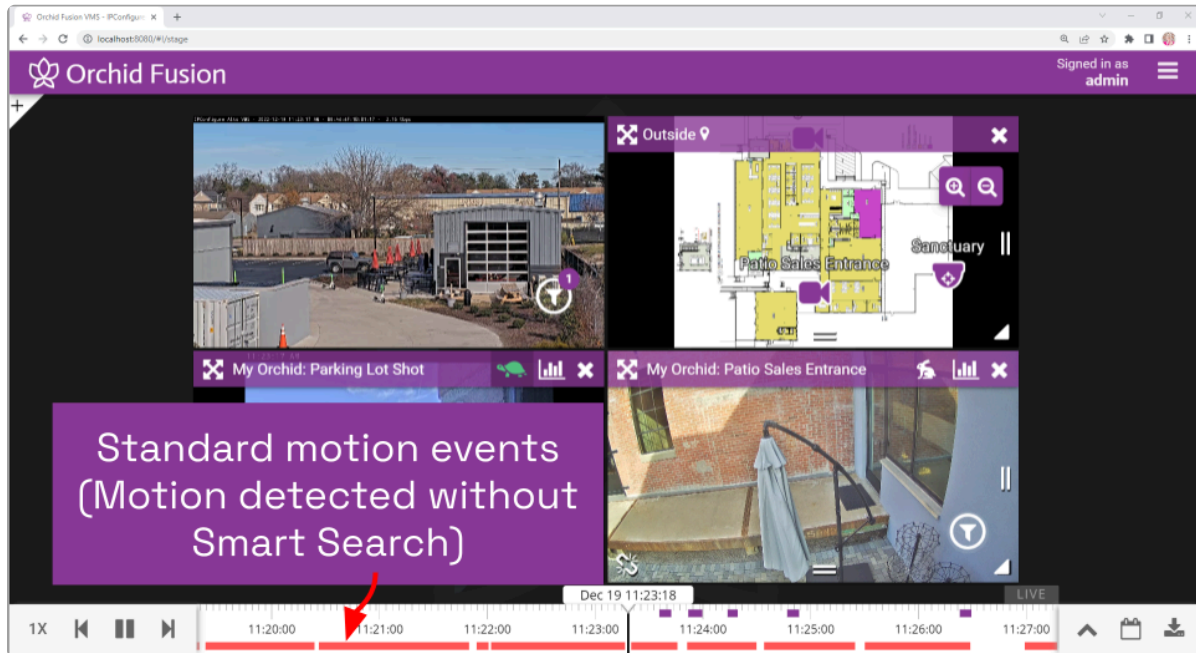 Orchid Fusion VMS - IPConfigure
localhost:8080/#!/stage
Orchid Fusion
Signed in as
admin
Outside
1
Sanctuary
Patio Sales Entrance
My Orchid: Parking Lot Shot
My Orchid: Patio Sales Entrance
Standard motion events
(Motion detected without
Smart Search)
Dec 19 11:23:18
LIVE
1X
11:20:00 11:21:00 11:22:00 11:23:00 11:24:00 11:25:00 11:26:00 11:27:00